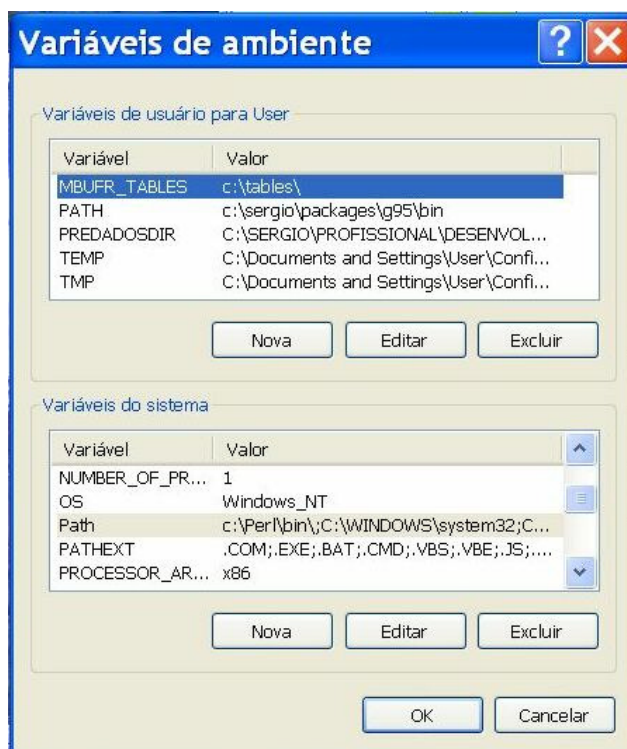 Variáveis de ambiente
Variáveis de usuário para User
Variável Valor
MBUFR_TABLES c:\tables\
PATH c:\sergio\packages\g95\bin
PREDADOSDIR C:\SERGIO\PROFISSIONAL\DESENVOL...
TEMP C:\Documents and Settings\User\Confi...
TMP C:\Documents and Settings\User\Confi...
Nova Editar Excluir
Variáveis do sistema
Variável Valor
NUMBER_OF_PR... 1
OS Windows_NT
Path c:\Perl\bin\;C:\WINDOWS\system32;C...
PATHEXT .COM;.EXE;.BAT;.CMD;.VBS;.VBE;.JS;....
PROCESSOR_AR... x86
Nova Editar Excluir
OK Cancelar